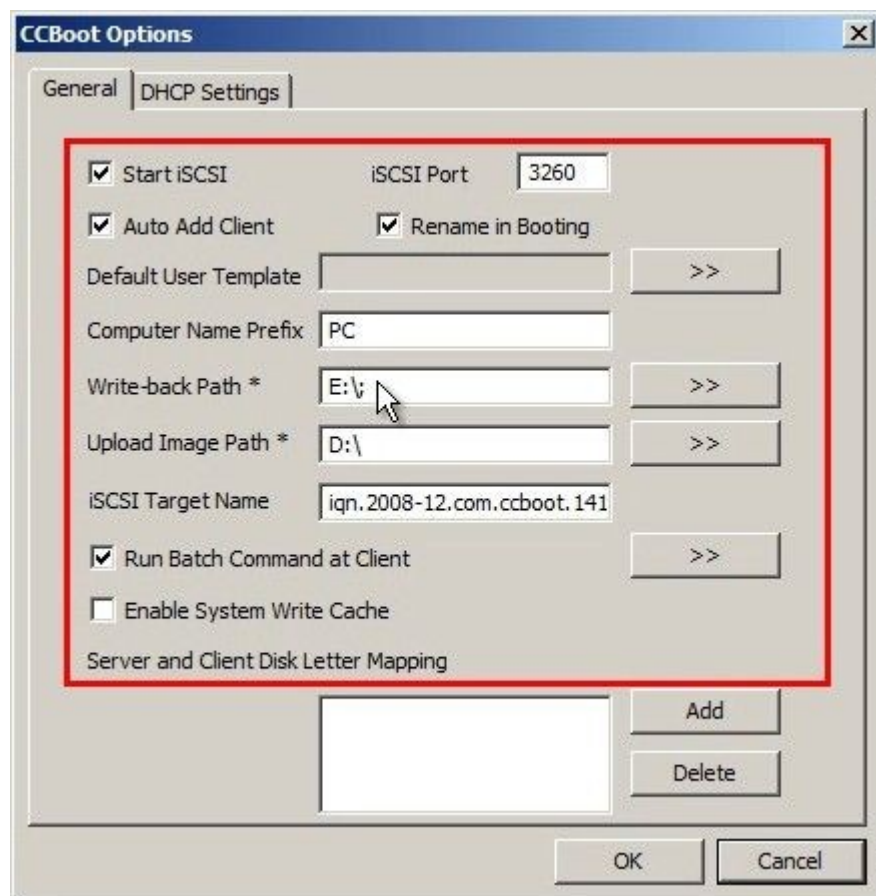 CCBoot Options
General DHCP Settings
Start iSCSI iSCSI Port 3260
Auto Add Client Rename in Booting
Default User Template >>
Computer Name Prefix PC
Write-back Path * E:\; >>
Upload Image Path * D:\ >>
iSCSI Target Name iqn.2008-12.com.ccboot.141
Run Batch Command at Client >>
Enable System Write Cache
Server and Client Disk Letter Mapping
Add
Delete
OK Cancel